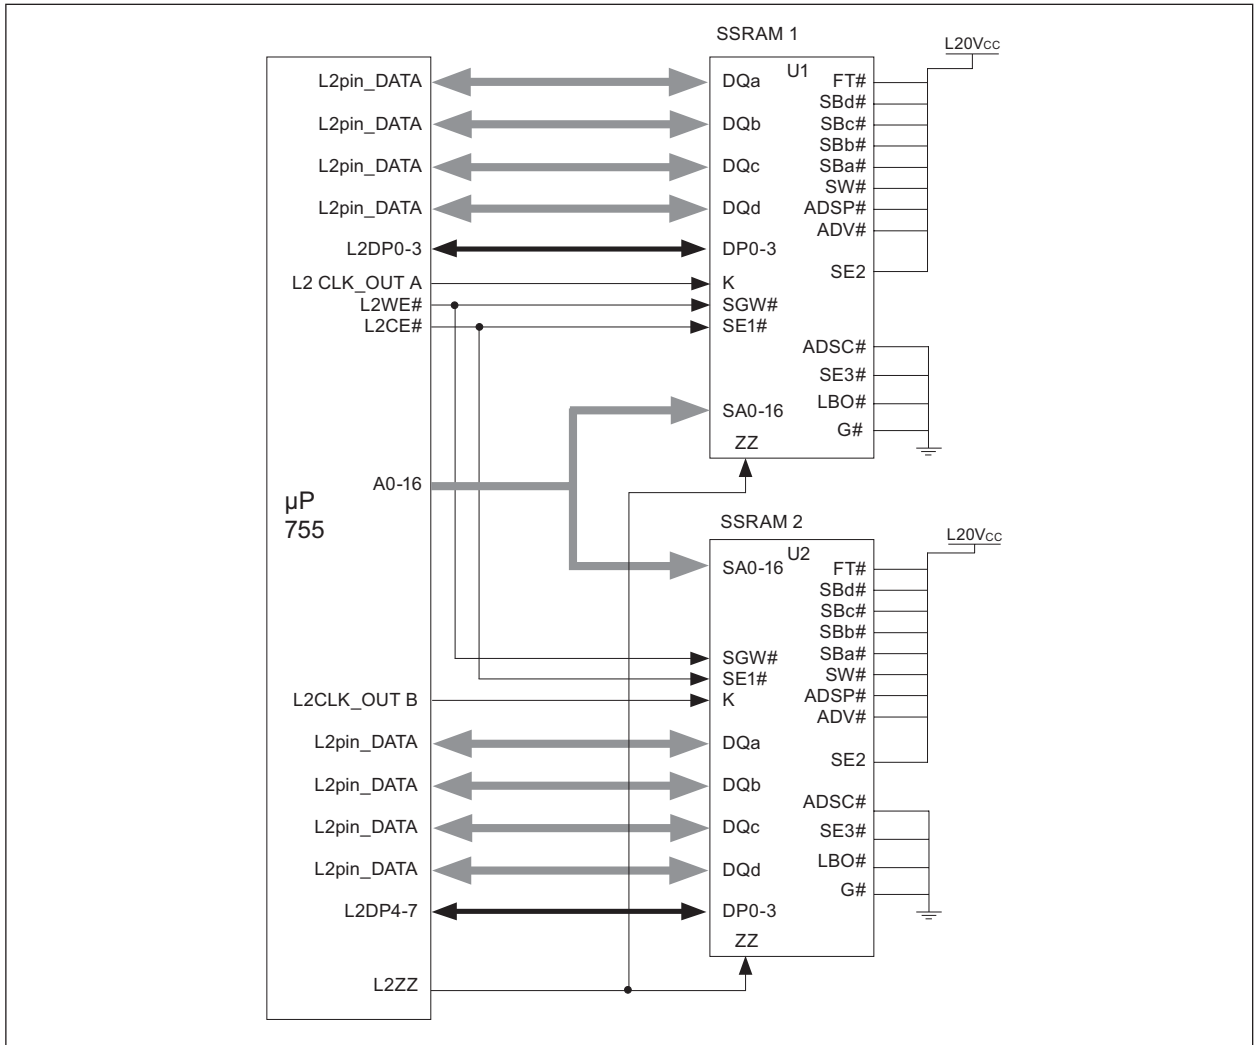 SSRAM 1
L20Vcc
U1
L2pin_DATA
DQa
FT#
SBd#
L2pin_DATA
DQb
SBc#
SBb#
L2pin_DATA
DQc
SBa#
SW#
L2pin_DATA
DQd
ADSP#
ADV#
L2DP0-3
DP0-3
SE2
L2 CLK_OUT A
K
L2WE#
SGW#
L2CE#
SE1#
ADSC#
SE3#
LBO#
SA0-16
G#
ZZ
A0-16
µP
755
SSRAM 2
L20Vcc
U2
SA0-16
FT#
SBd#
SBc#
SBb#
SGW#
SBa#
SE1#
SW#
L2CLK_OUT B
K
ADSP#
ADV#
L2pin_DATA
DQa
SE2
L2pin_DATA
DQb
ADSC#
L2pin_DATA
DQc
SE3#
LBO#
L2pin_DATA
DQd
G#
L2DP4-7
DP0-3
ZZ
L2ZZ